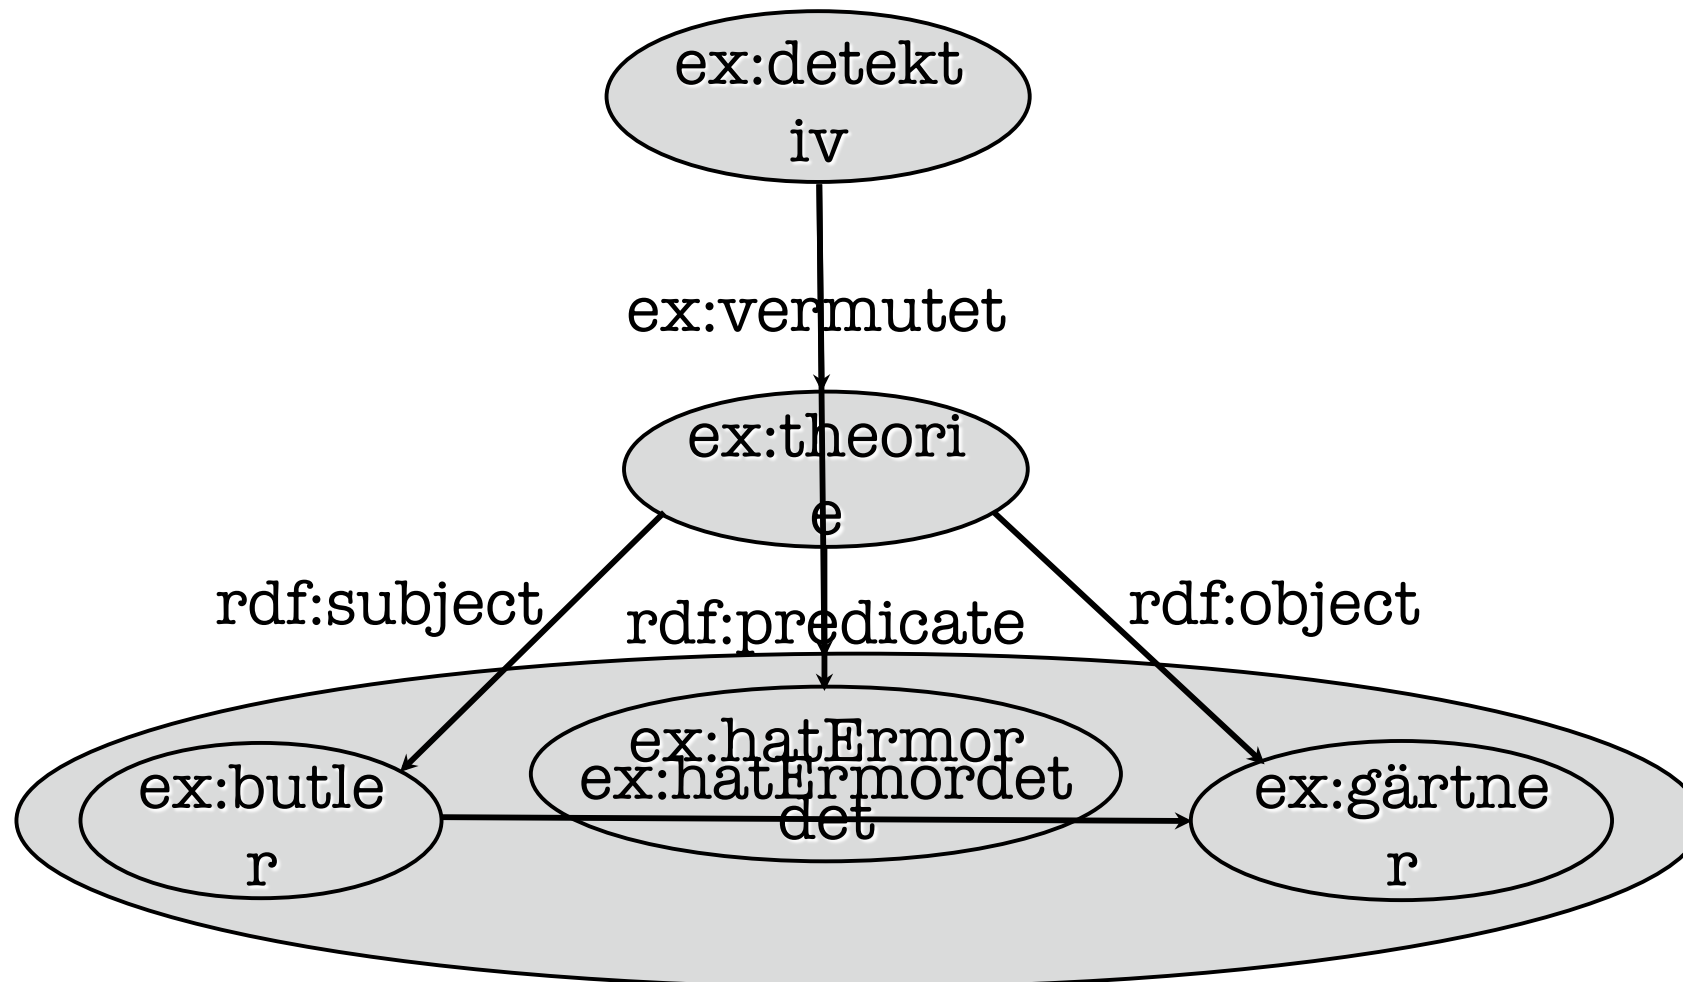 ex:detekt
iv
ex:vermutet
ex:theori
e
rdf:subject
rdf:predicate
rdf:object
ex:hatErmor
det
ex:hatErmordet
ex:butle
r
ex:gärtne
r